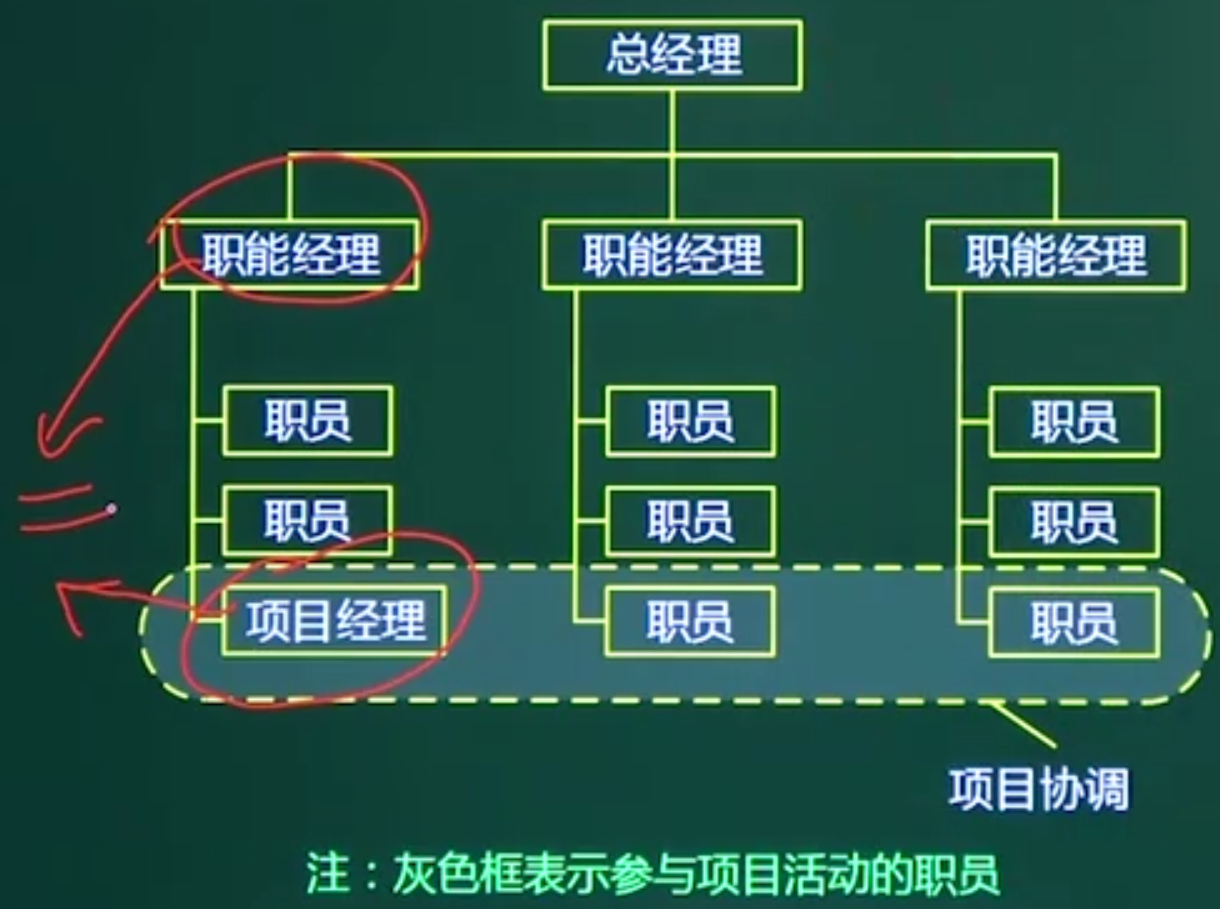 总经理
职能经理 职能经理 职能经理
职员 职员 职员
职员 职员 职员
项目经理 职员 职员
项目协调
注：灰色框表示参与项目活动的职员